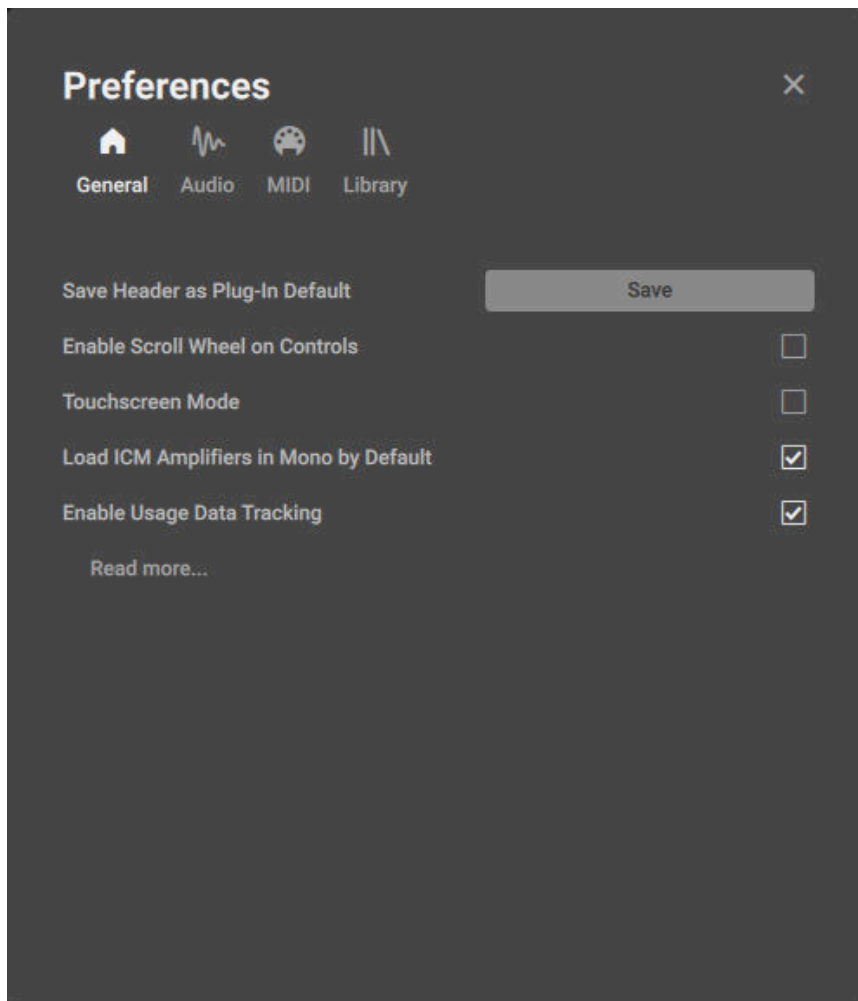 Preferences
General Audio MIDI Library
Save Header as Plug-In Default Save
Enable Scroll Wheel on Controls
Touchscreen Mode
Load ICM Amplifiers in Mono by Default
Enable Usage Data Tracking
Read more...